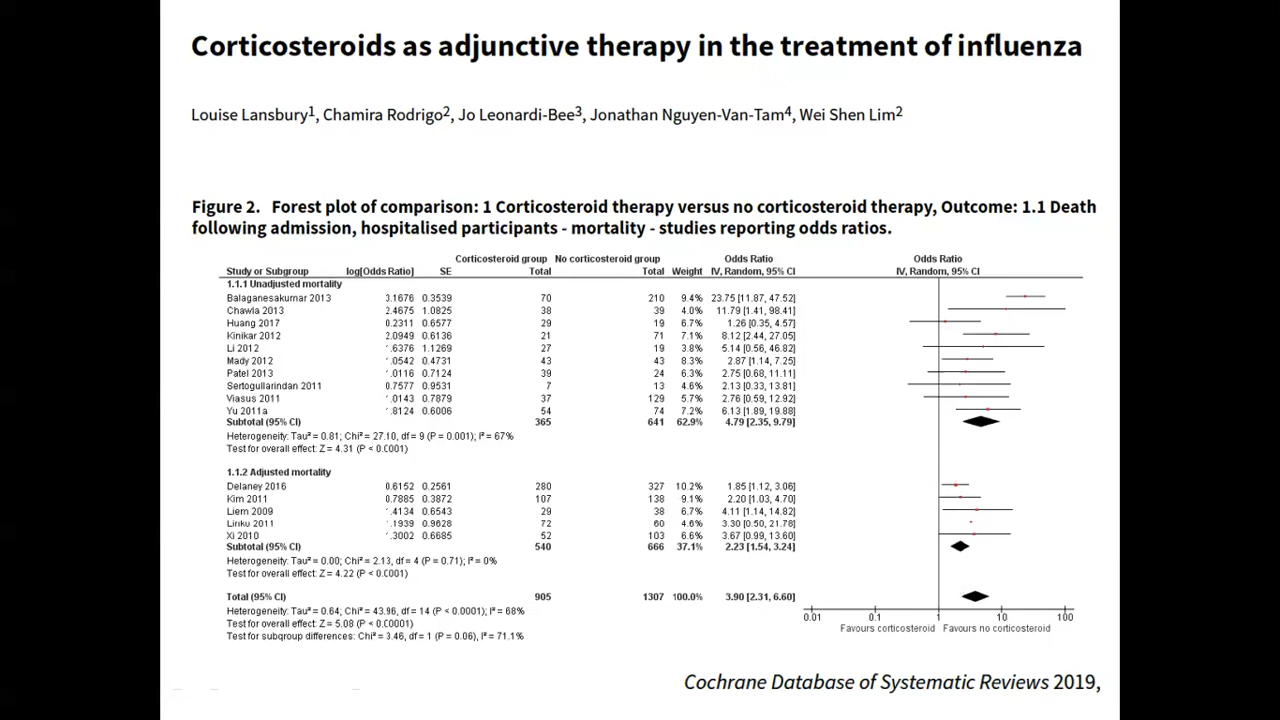 Corticosteroids as adjunctive therapy in the treatment of influenza
Louise Lansbury1, Chamira Rodrigo2, Jo Leonardi-Bee3, Jonathan Nguyen-Van-Tam4, Wei Shen Lim2
Figure 2. Forest plot of comparison: 1 Corticosteroid therapy versus no corticosteroid therapy, Outcome: 1.1 Death
following admission, hospitalised participants - mortality - studies reporting odds ratios.
Corticosteroid group No corticosteroid group Odds Ratio Odds Ratio
Study or Subgroup log[Odds Ratio] SE Total Total Weight IV, Random, 95% CI IV, Random, 95% CI
1.1.1 Unadjusted mortality
Balaganesakumar 2013 3.1676 0.3539 70 210 9.4% 23.75 [11.87, 47.52]
Chawla 2013 2.4675 1.0825 38 39 4.0% 11.79 [1.41, 98.41]
Huang 2017 0.2311 0.6577 29 19 6.7% 1.26 [0.35, 4.57]
Kinikar 2012 2.0949 0.6136 21 71 7.1% 8.12 [2.44, 27.05]
Li 2012 .6376 1.1269 27 19 3.8% 5.14 [0.56, 46.82]
Mady 2012 .0542 0.4731 43 43 8.3% 2.87 [1.14, 7.25]
Patel 2013 .0116 0.7124 39 24 6.3% 2.75 [0.68, 11.11]
Sertogullarindan 2011 0.7577 0.9531 7 13 4.6% 2.13 [0.33, 13.81]
Viasus 2011 .0143 0.7879 37 129 5.7% 2.76 [0.59, 12.92]
Yu 2011a .8124 0.6006 54 74 7.2% 6.13 [1.89, 19.88]
Subtotal (95% CI) 365 641 62.9% 4.79 [2.35, 9.79]
Heterogeneity: Tau² = 0.81; Chi² = 27.10, df = 9 (P = 0.001); I² = 67%
Test for overall effect: Z = 4.31 (P < 0.0001)
1.1.2 Adjusted mortality
Delaney 2016 0.6152 0.2561 280 327 10.2% 1.85 [1.12, 3.06]
Kim 2011 0.7885 0.3872 107 138 9.1% 2.20 [1.03, 4.70]
Liem 2009 .4134 0.6543 29 38 6.8% 4.11 [1.14, 14.82]
2011 .1939 0.9628 72 60 4.6% 3.30 [0.50, 21.78]
Xi 2010 .3002 0.6685 52 103 6.6% 3.67 [0.99, 13.60]
Subtotal (95% CI) 540 666 37.1% 2.23 [1.54, 3.24]
Heterogeneity: Tau² = 0.00; Chi² = 2.13, df = 4 (P = 0.71); I² = 0%
Test for overall effect: Z = 4.22 (P < 0.0001)
Total (95% CI) 905 1307 100.0% 3.90 [2.31, 6.60]
Heterogeneity: Tau² = 0.64; Chi² = 43.96, df = 14 (P < 0.0001); I² = 68%
Test for overall effect: Z = 5.08 (P < 0.00001)
Test for subgroup differences: Chi² = 3.46, df = 1 (P = 0.06), I² = 71.1%
0.01 0.1 1 10 100
Favours corticosteroid Favours no corticosteroid
Cochrane Database of Systematic Reviews 2019,